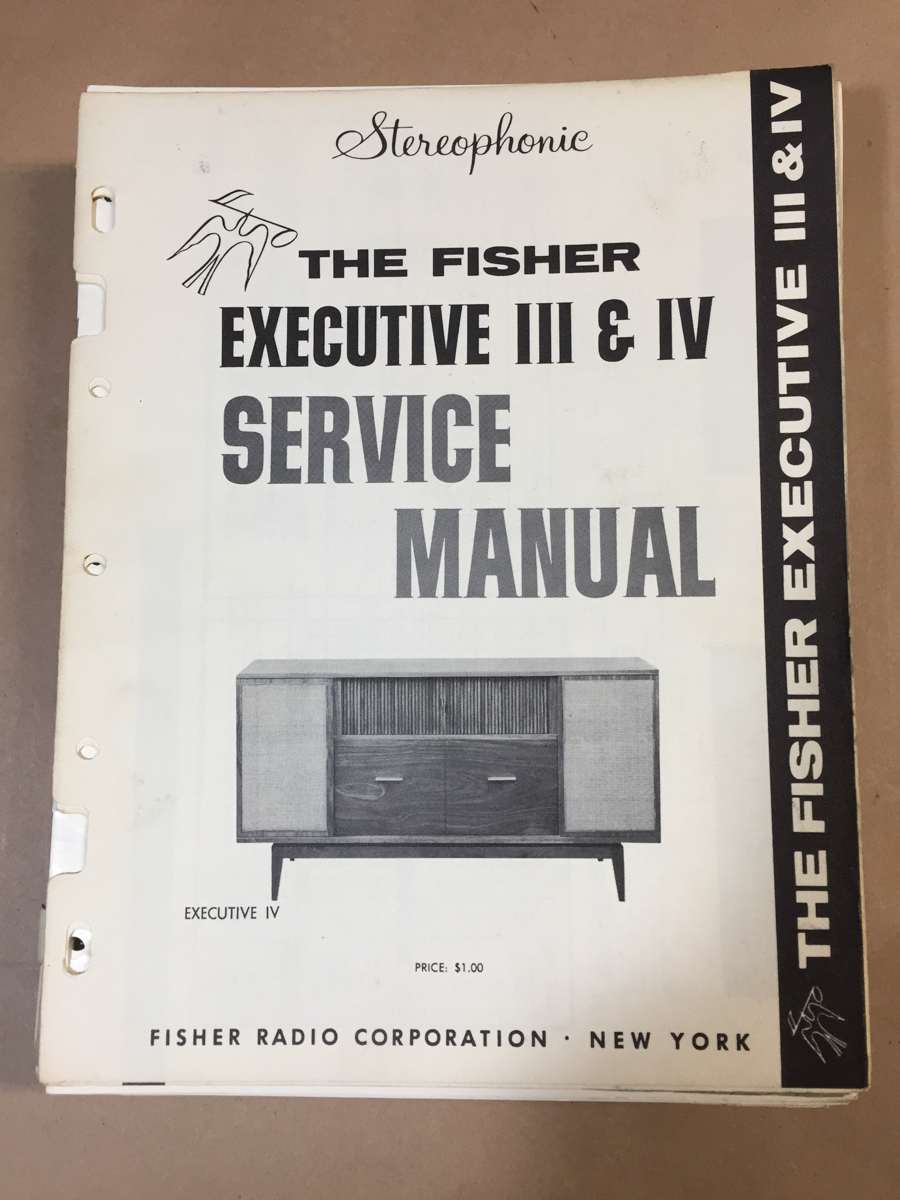 Stereophonic
THE FISHER
EXECUTIVE III & IV
SERVICE
MANUAL
EXECUTIVE IV
PRICE: $1.00
FISHER RADIO CORPORATION · NEW YORK
THE FISHER EXECUTIVE III & IV